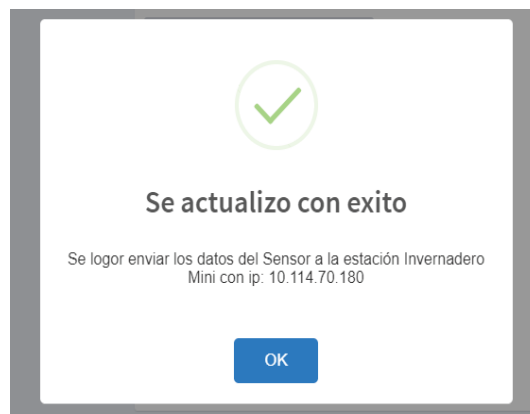 Se actualizo con exito
Se logor enviar los datos del Sensor a la estación Invernadero
Mini con ip: 10.114.70.180
OK